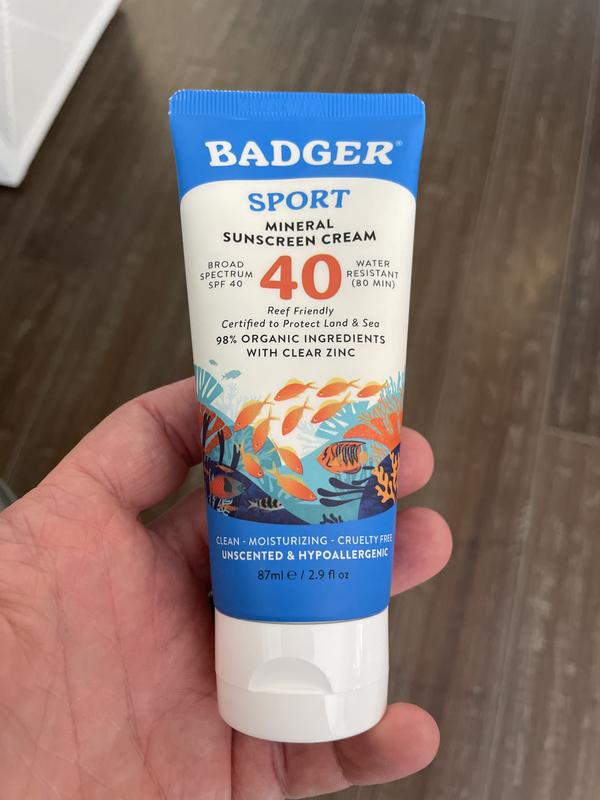 BADGER®
SPORT
MINERAL
SUNSCREEN CREAM
BROAD
SPECTRUM
SPF 40
40
WATER
RESISTANT
(80 MIN)
Reef Friendly
Certified to Protect Land & Sea
98% ORGANIC INGREDIENTS
WITH CLEAR ZINC
CLEAN - MOISTURIZING - CRUELTY FREE
UNSCENTED & HYPOALLERGENIC
87ml ℮ / 2.9 fl oz